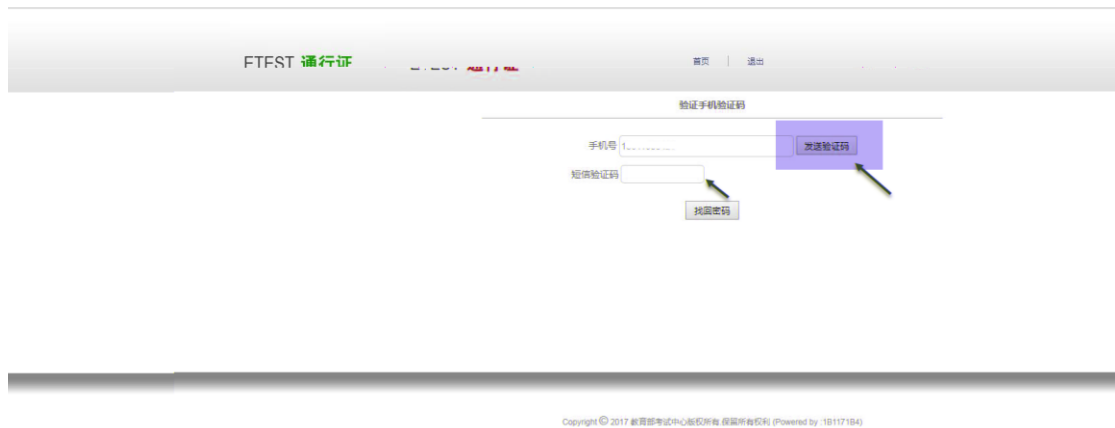 ETEST 通行证
首页 | 退出
验证手机验证码
手机号 1
发送验证码
短信验证码
找回密码
Copyright © 2017 教育部考试中心版权所有.保留所有权利 (Powered by :1B1171B4)